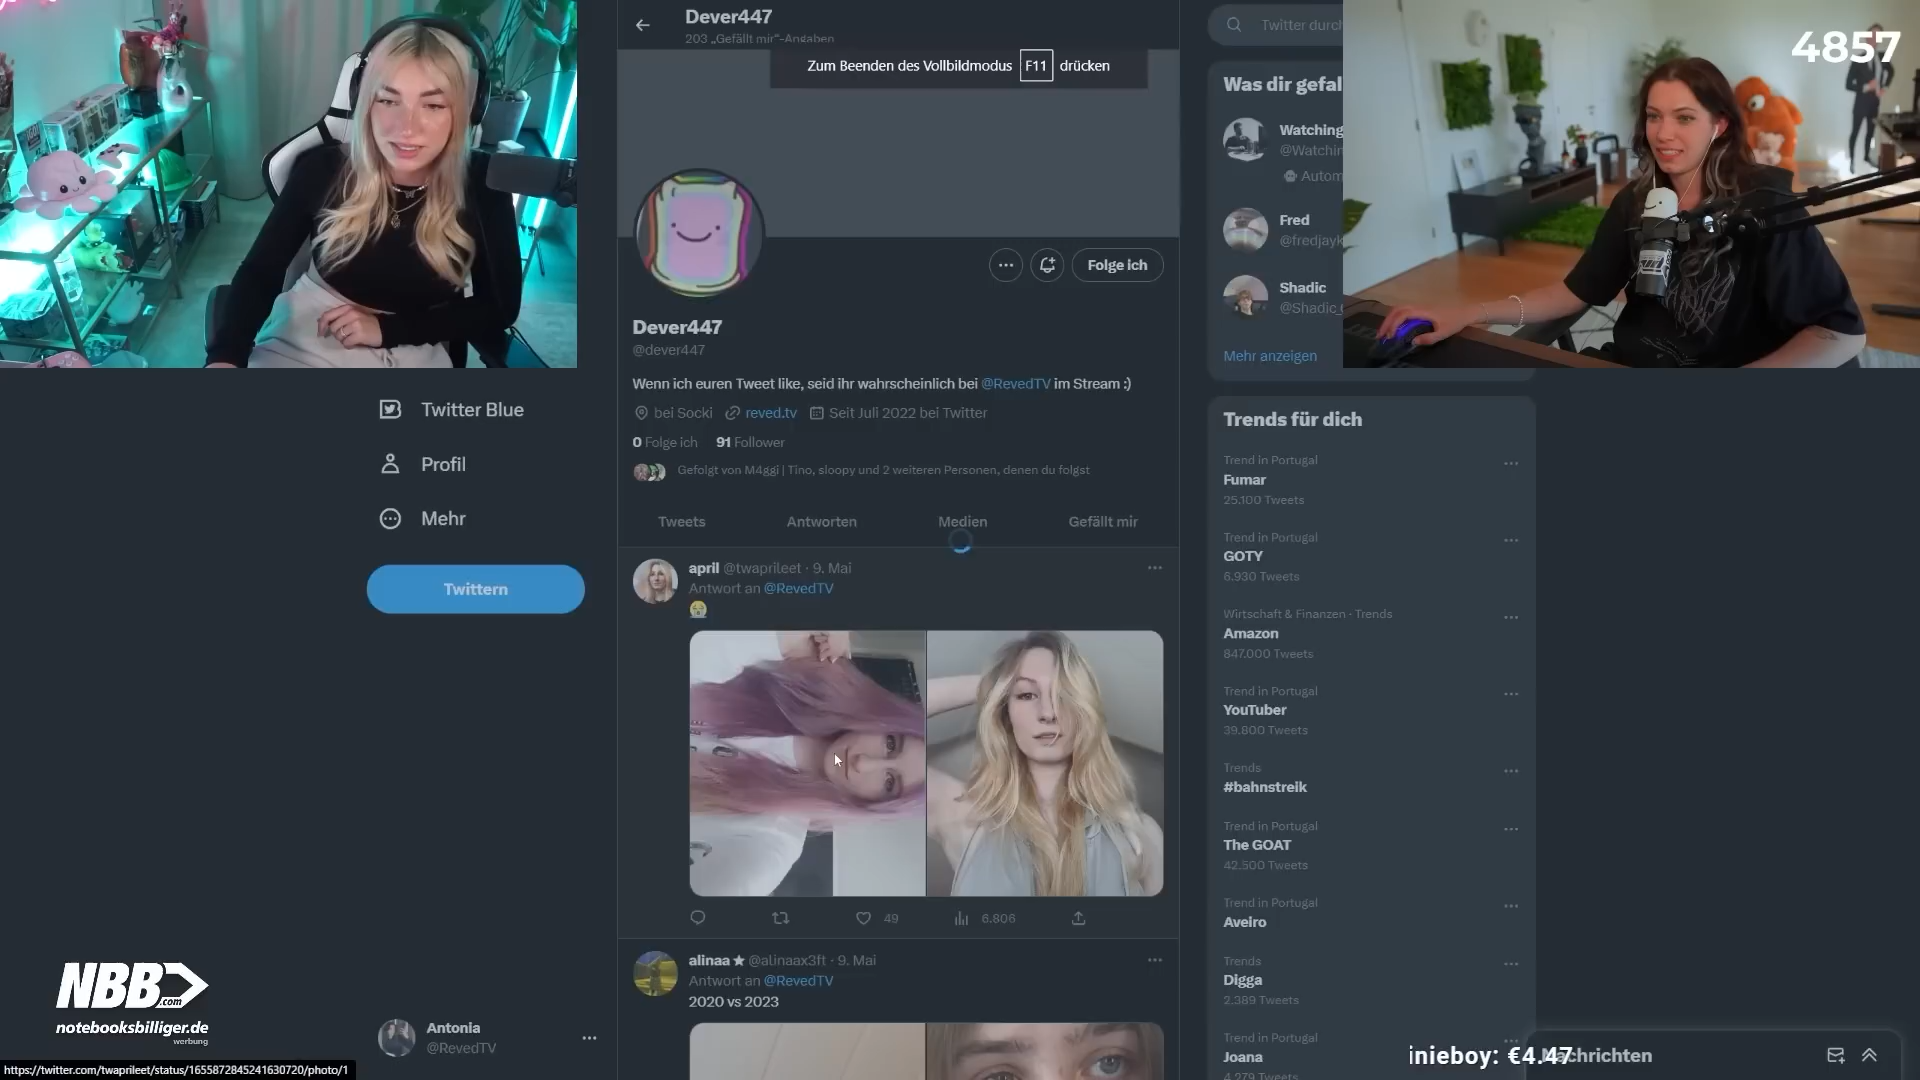 Dever447
203 „Gefällt mir"-Angaben
Zum Beenden des Vollbildmodus F11 drücken
Folge ich
Dever447
@dever447
Wenn ich euren Tweet like, seid ihr wahrscheinlich bei @RevedTV im Stream :)
bei Socki reved.tv Seit Juli 2022 bei Twitter
0 Folge ich 91 Follower
Gefolgt von M4ggi | Tino, sloopy und 2 weiteren Personen, denen du folgst
Tweets Antworten Medien Gefällt mir
april @twaprileet · 9. Mai
Antwort an @RevedTV
49 6.806
alinaa ★ @alinaax3ft · 9. Mai
Antwort an @RevedTV
2020 vs 2023
Twitter Blue
Profil
Mehr
Twittern
Antonia
@RevedTV
NBB.com
notebooksbilliger.de
werbung
https://twitter.com/twaprileet/status/1655872845241630720/photo/1
Twitter durch
Was dir gefal
Watching
@Watchin
Autom
Fred
@fredjayk
Shadic
@Shadic_
Mehr anzeigen
4857
Trends für dich
Trend in Portugal
Fumar
25.100 Tweets
Trend in Portugal
GOTY
6.930 Tweets
Wirtschaft & Finanzen · Trends
Amazon
847.000 Tweets
Trend in Portugal
YouTuber
39.800 Tweets
Trends
#bahnstreik
Trend in Portugal
The GOAT
42.500 Tweets
Trend in Portugal
Aveiro
Trends
Digga
2.389 Tweets
Trend in Portugal
Joana
4.279 Tweets
inieboy: €4.47
Nachrichten